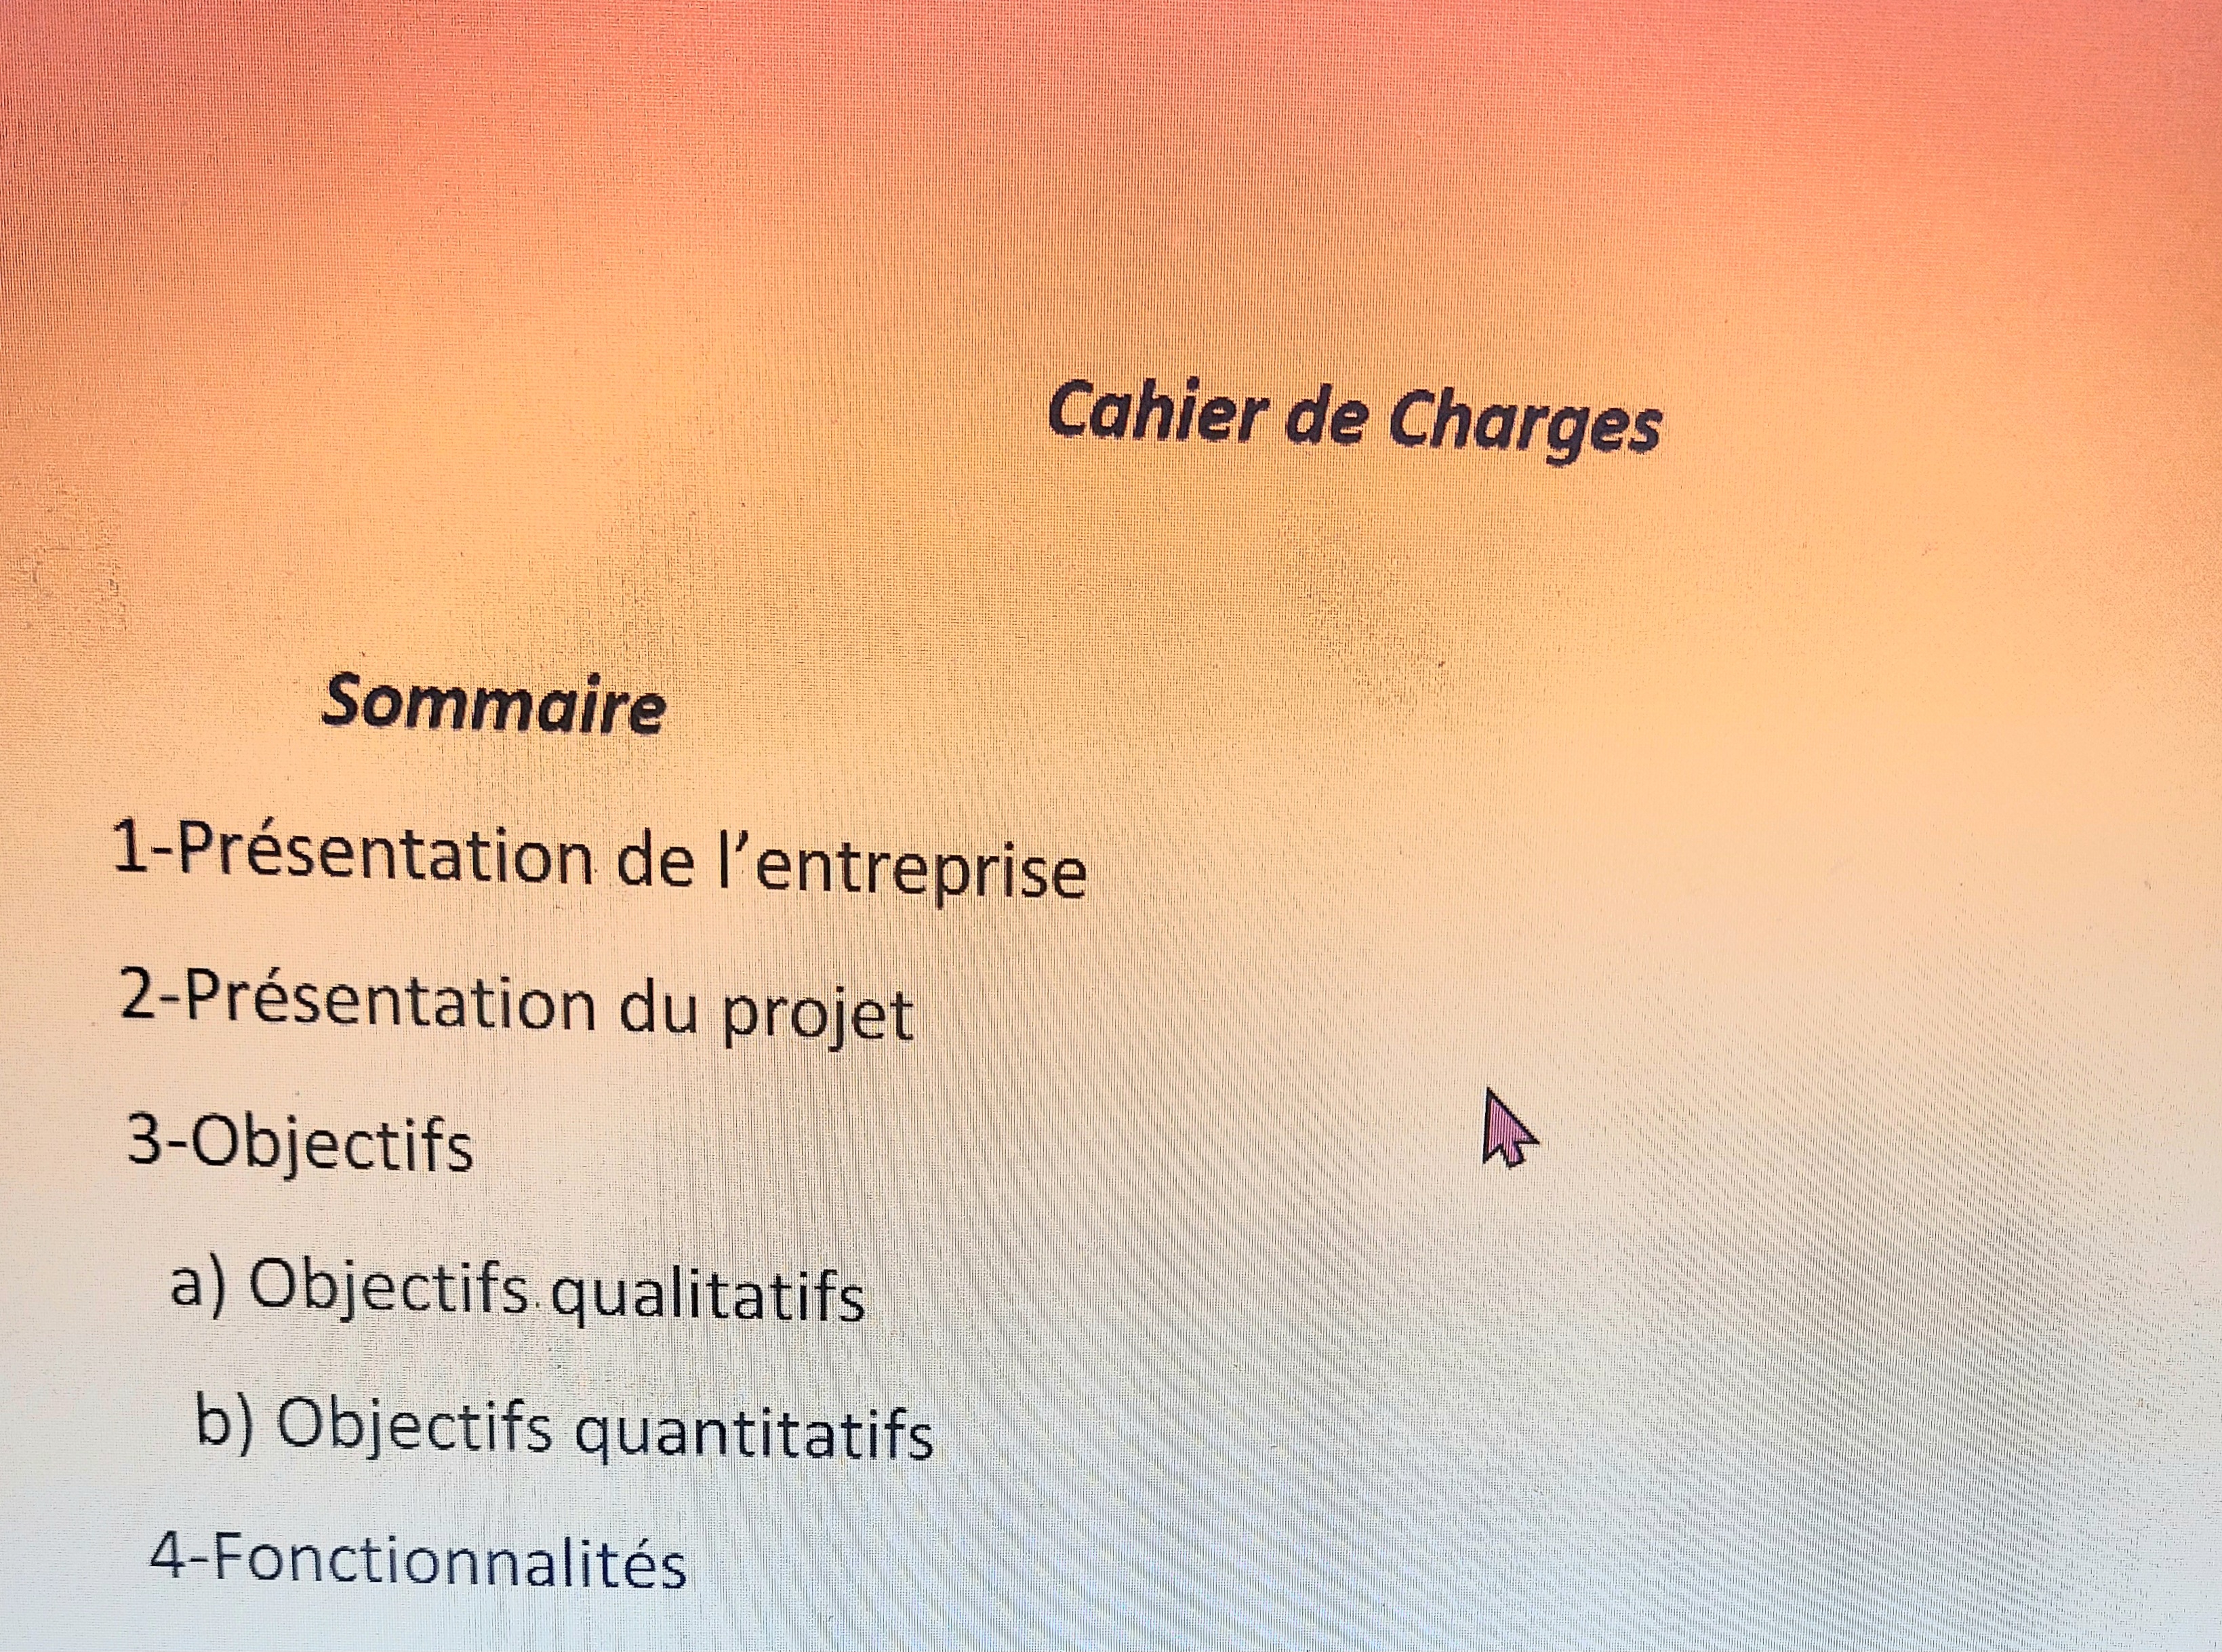 Cahier de Charges
Sommaire
1-Présentation de l’entreprise
2-Présentation du projet
3-Objectifs
a) Objectifs qualitatifs
b) Objectifs quantitatifs
4-Fonctionnalités